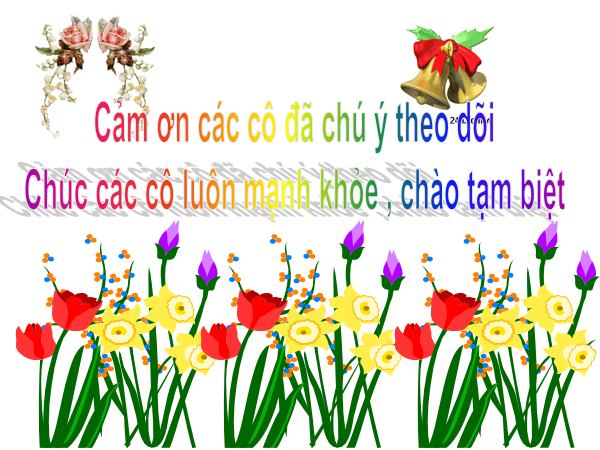 Cảm ơn các cô đã chú ý theo dõi
Chúc các cô luôn mạnh khỏe , chào tạm biệt